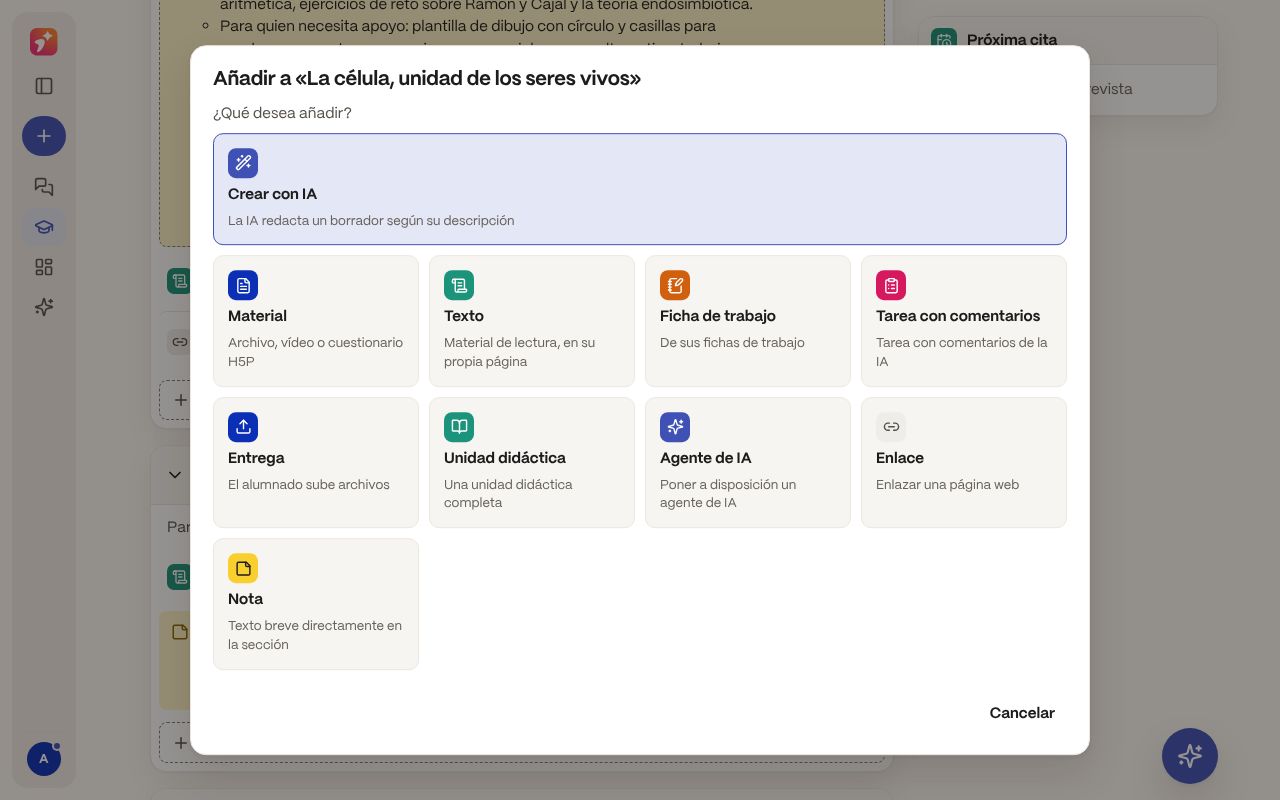 aritmética, ejercicios de reto sobre Ramón y Cajal y la teoría endosimbiótica.
Para quien necesita apoyo: plantilla de dibujo con círculo y casillas para
Próxima cita
Añadir a «La célula, unidad de los seres vivos»
¿Qué desea añadir?
Crear con IA
La IA redacta un borrador según su descripción
Material
Archivo, vídeo o cuestionario
H5P
Texto
Material de lectura, en su
propia página
Ficha de trabajo
De sus fichas de trabajo
Tarea con comentarios
Tarea con comentarios de la
IA
Entrega
El alumnado sube archivos
Unidad didáctica
Una unidad didáctica
completa
Agente de IA
Poner a disposición un
agente de IA
Enlace
Enlazar una página web
Nota
Texto breve directamente en
la sección
Cancelar
A